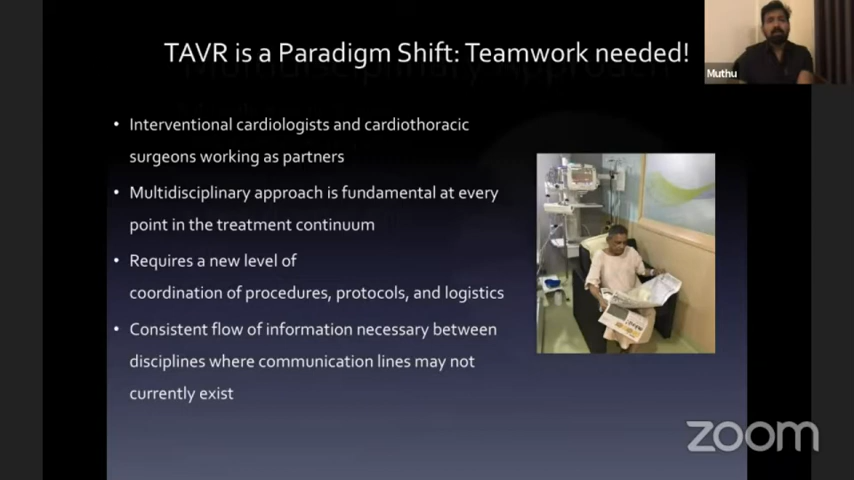 TAVR is a Paradigm Shift: Teamwork needed!
Muthu
• Interventional cardiologists and cardiothoracic
surgeons working as partners
• Multidisciplinary approach is fundamental at every
point in the treatment continuum
• Requires a new level of
coordination of procedures, protocols, and logistics
• Consistent flow of information necessary between
disciplines where communication lines may not
currently exist
zoom